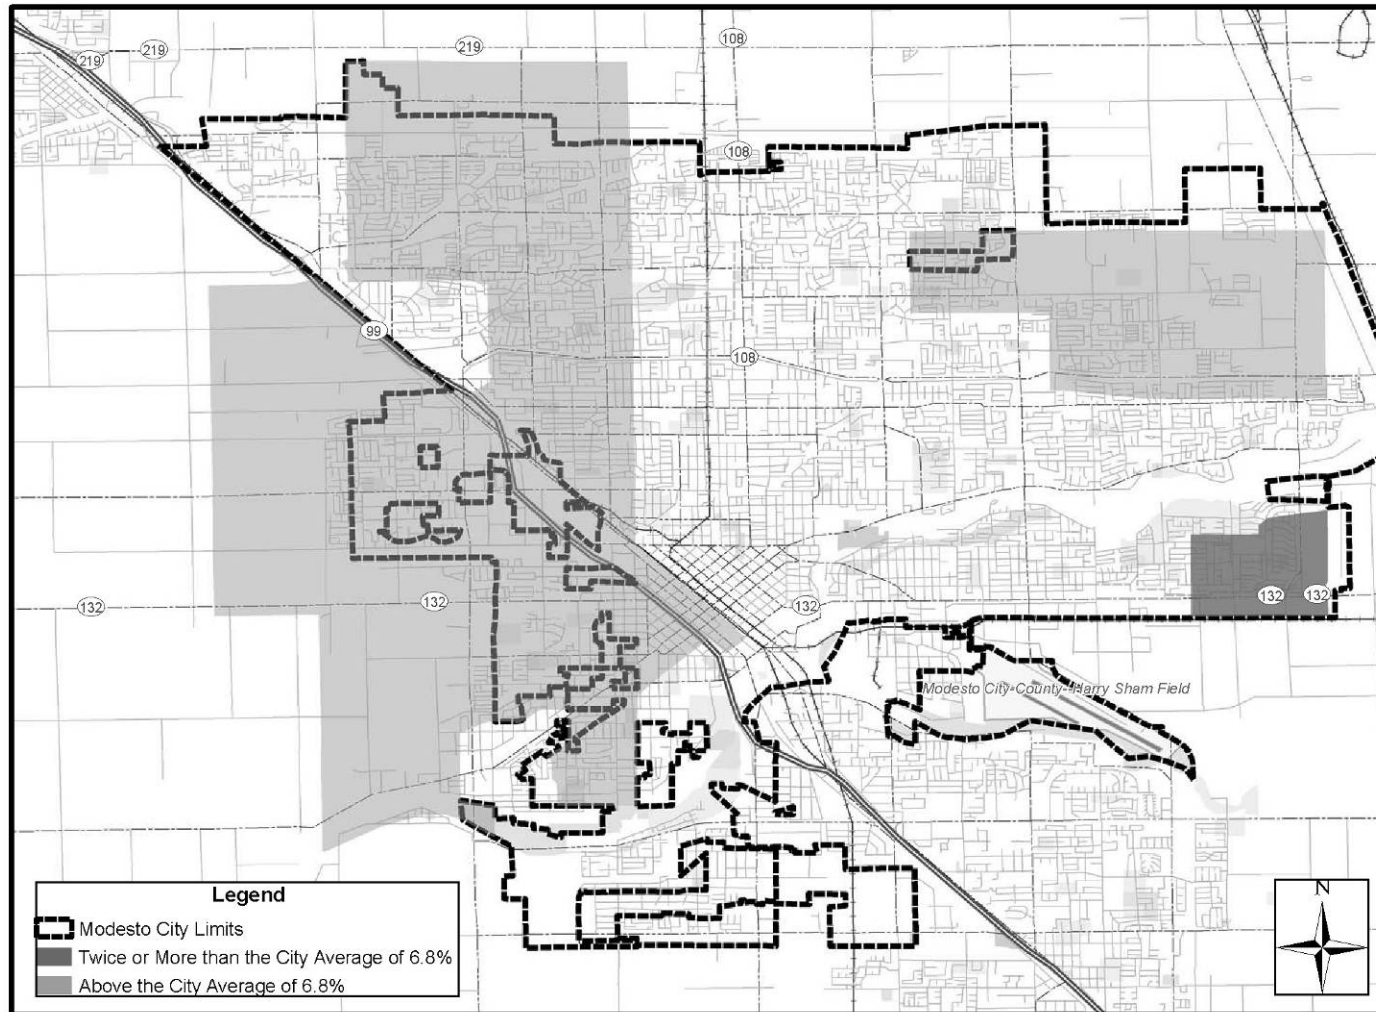 219
219
219
108
108
99
108
132
132
132
132
132
Modesto City County- Harry Sham Field
Legend
Modesto City Limits
Twice or More than the City Average of 6.8%
Above the City Average of 6.8%
N